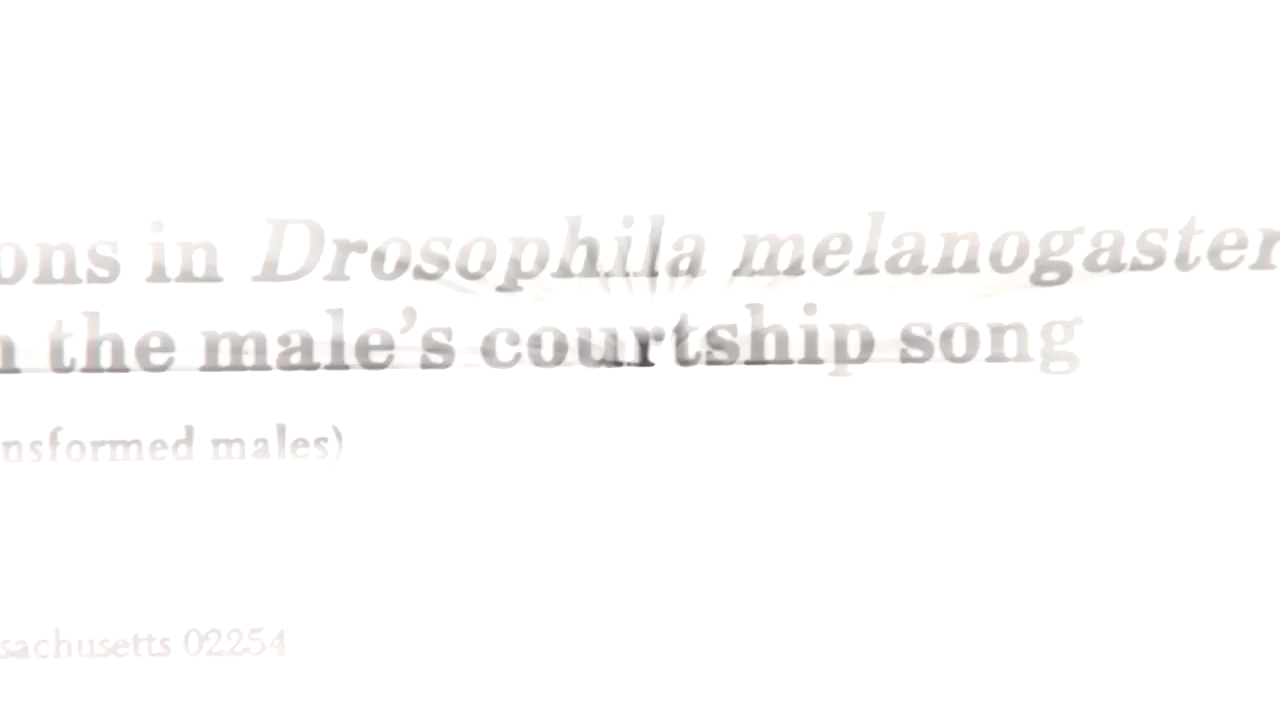 ons in Drosophila melanogaster
n the male's courtship song
nsformed males)
sachusetts 02254